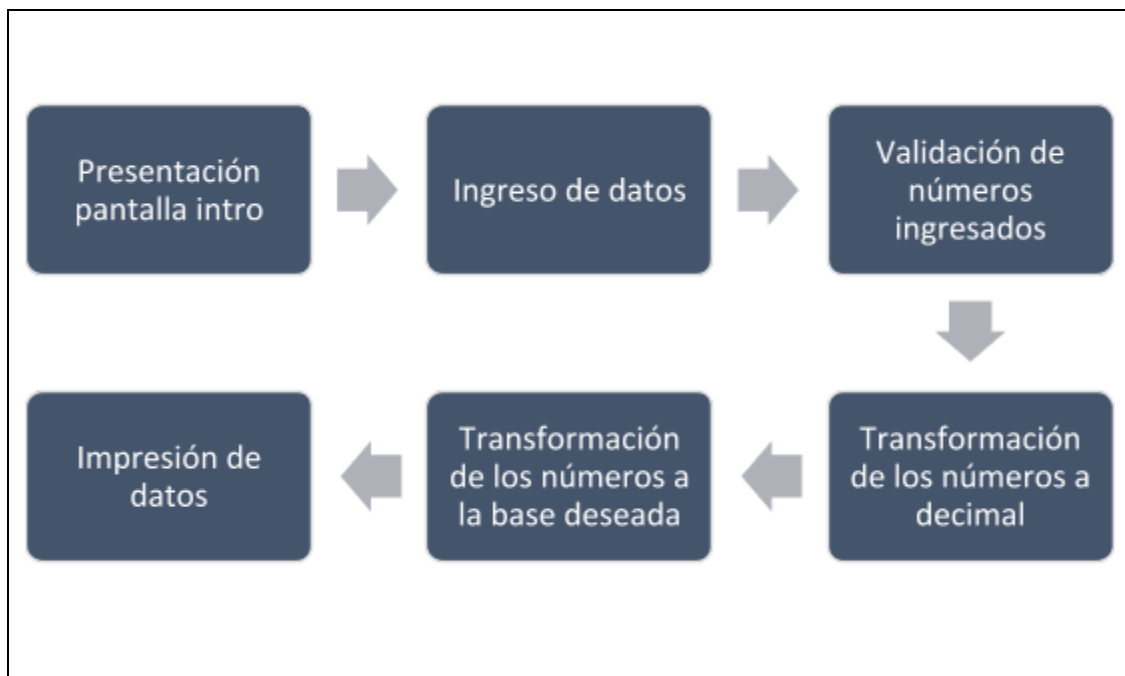 Presentación
pantalla intro
Ingreso de datos
Validación de
números
ingresados
Transformación
de los números a
decimal
Transformación
de los números a
la base deseada
Impresión de
datos